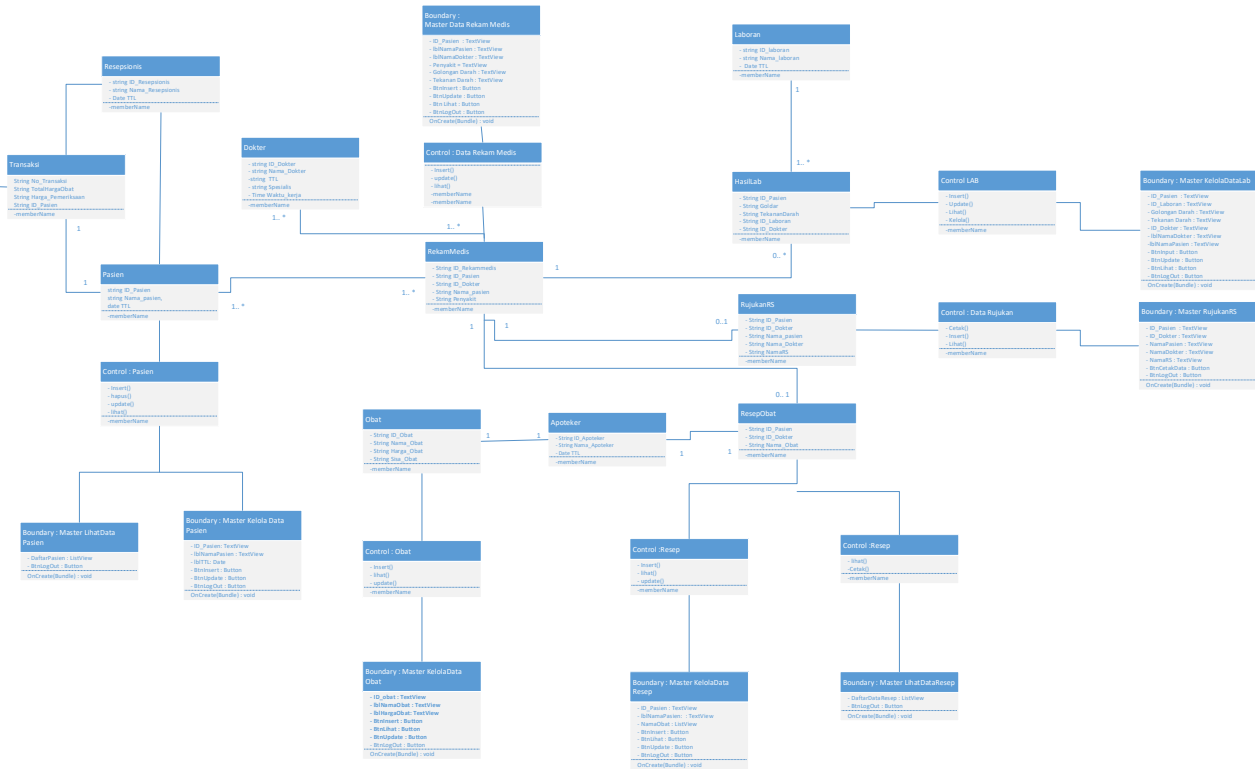 Boundary :
Master Data Rekam Medis
- ID_Pasien : TextView
- lblNamaPasien : TextView
- lblNamaDokter : TextView
- Penyakit = TextView
- Golongan Darah : TextView
- Tekanan Darah : TextView
- BtnInsert : Button
- BtnUpdate : Button
- Btn Lihat : Button
- BtnLogOut : Button
OnCreate(Bundle) : void
Laboran
- string ID_laboran
- string Nama_laboran
- Date TTL
-memberName
1
Resepsionis
- string ID_Resepsionis
- string Nama_Resepsionis
- Date TTL
-memberName
Dokter
- string ID_Dokter
- string Nama_Dokter
-string TTL
- string Specialis
- Time Waktu_kerja
-memberName
1.. *
Control : Data Rekam Medis
- Insert()
- update()
- lihat()
-memberName
-memberName
1.. *
Transaksi
String No_Transaksi
String TotalHargaObat
String Harga_Pemeriksaan
String ID_Pasien
-memberName
1
1.. *
HasilLab
- String ID_Pasien
- String Goldar
- String TekananDarah
- String ID_Laboran
- String ID_Dokter
-memberName
0.. *
Control LAB
- Insert()
- Update()
- Lihat()
- Kelola()
-memberName
Boundary : Master KelolaDataLab
- ID_Pasien : TextView
- ID_Laboran : TextView
- Golongan Darah : TextView
- Tekanan Darah : TextView
- ID_Dokter : TextView
- lblNamaDokter : TextView
-lblNamaPasien : TextView
- BtnInput : Button
- BtnUpdate : Button
- BtnLihat : Button
- BtnLogOut : Button
OnCreate(Bundle) : void
RekamMedis
- String ID_Rekammedis
- String ID_Pasien
- String ID_Dokter
- String Nama_pasien
- String Penyakit
-memberName
1
1.. *
1
1
Pasien
string ID_Pasien
string Nama_pasien,
date TTL
-memberName
1
1.. *
RujukanRS
- String ID_Pasien
- String ID_Dokter
- String Nama_pasien
- String Nama_Dokter
- String NamaRS
-memberName
0..1
Control : Data Rujukan
- Cetak()
- Insert()
- Lihat()
-memberName
Boundary : Master RujukanRS
- ID_Pasien : TextView
- ID_Dokter : TextView
- NamaPasien : TextView
- NamaDokter : TextView
- NamaRS : TextView
- BtnCetakData : Button
- BtnLogOut : Button
OnCreate(Bundle) : void
Control : Pasien
- Insert()
- hapus()
- update()
- lihat()
-memberName
0.. 1
Obat
- String ID_Obat
- String Nama_Obat
- String Harga_Obat
- String Sisa_Obat
-memberName
1
1
Apoteker
- String ID_Apoteker
- String Nama_Apoteker
- Date TTL
-memberName
1
1
ResepObat
- String ID_Pasien
- String ID_Dokter
- String Nama_Obat
-memberName
Boundary : Master LihatData
Pasien
- DaftarPasien : ListView
- BtnLogOut : Button
OnCreate(Bundle) : void
Boundary : Master Kelola Data
Pasien
- ID_Pasien: TextView
- lblNamaPasien : TextView
- lblTTL: Date
- BtnInsert : Button
- BtnUpdate : Button
- BtnLogOut : Button
OnCreate(Bundle) : void
Control : Obat
- Insert()
- lihat()
- update()
-memberName
Control :Resep
- Insert()
- lihat()
- update()
-memberName
Control :Resep
- lihat()
-Cetak()
-memberName
Boundary : Master KelolaData
Obat
- ID_obat : TextView
- lblNamaObat : TextView
- lblHargaObat: TextView
- BtnInsert : Button
- BtnLihat : Button
- BtnUpdate : Button
- BtnLogOut : Button
OnCreate(Bundle) : void
Boundary : Master KelolaData
Resep
- ID_Pasien : TextView
- lblNamaPasien: : TextView
- NamaObat : ListView
- BtnInsert : Button
- BtnLihat : Button
- BtnUpdate : Button
- BtnLogOut : Button
OnCreate(Bundle) : void
Boundary : Master LihatDataResep
- DaftarDataResep : ListView
- BtnLogOut : Button
OnCreate(Bundle) : void